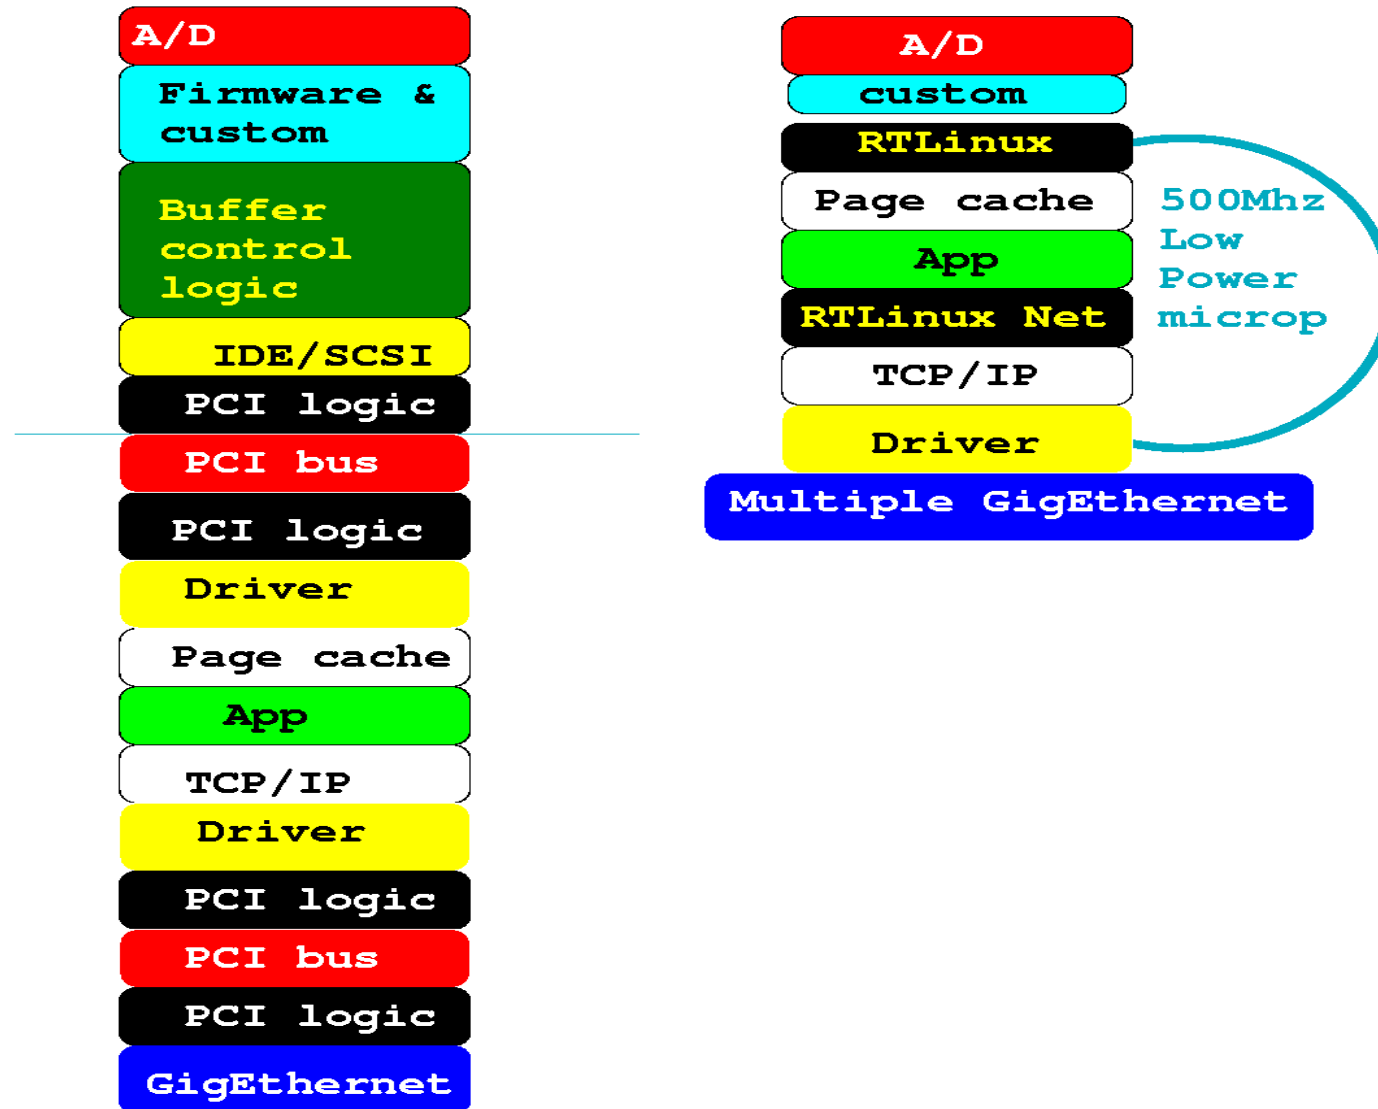 A/D
Firmware &
custom
Buffer
control
logic
IDE/SCSI
PCI logic
PCI bus
PCI logic
Driver
Page cache
App
TCP/IP
Driver
PCI logic
PCI bus
PCI logic
GigEthernet
A/D
custom
RTLinux
Page cache
App
RTLinux Net
TCP/IP
Driver
Multiple GigEthernet
500Mhz
Low
Power
microp